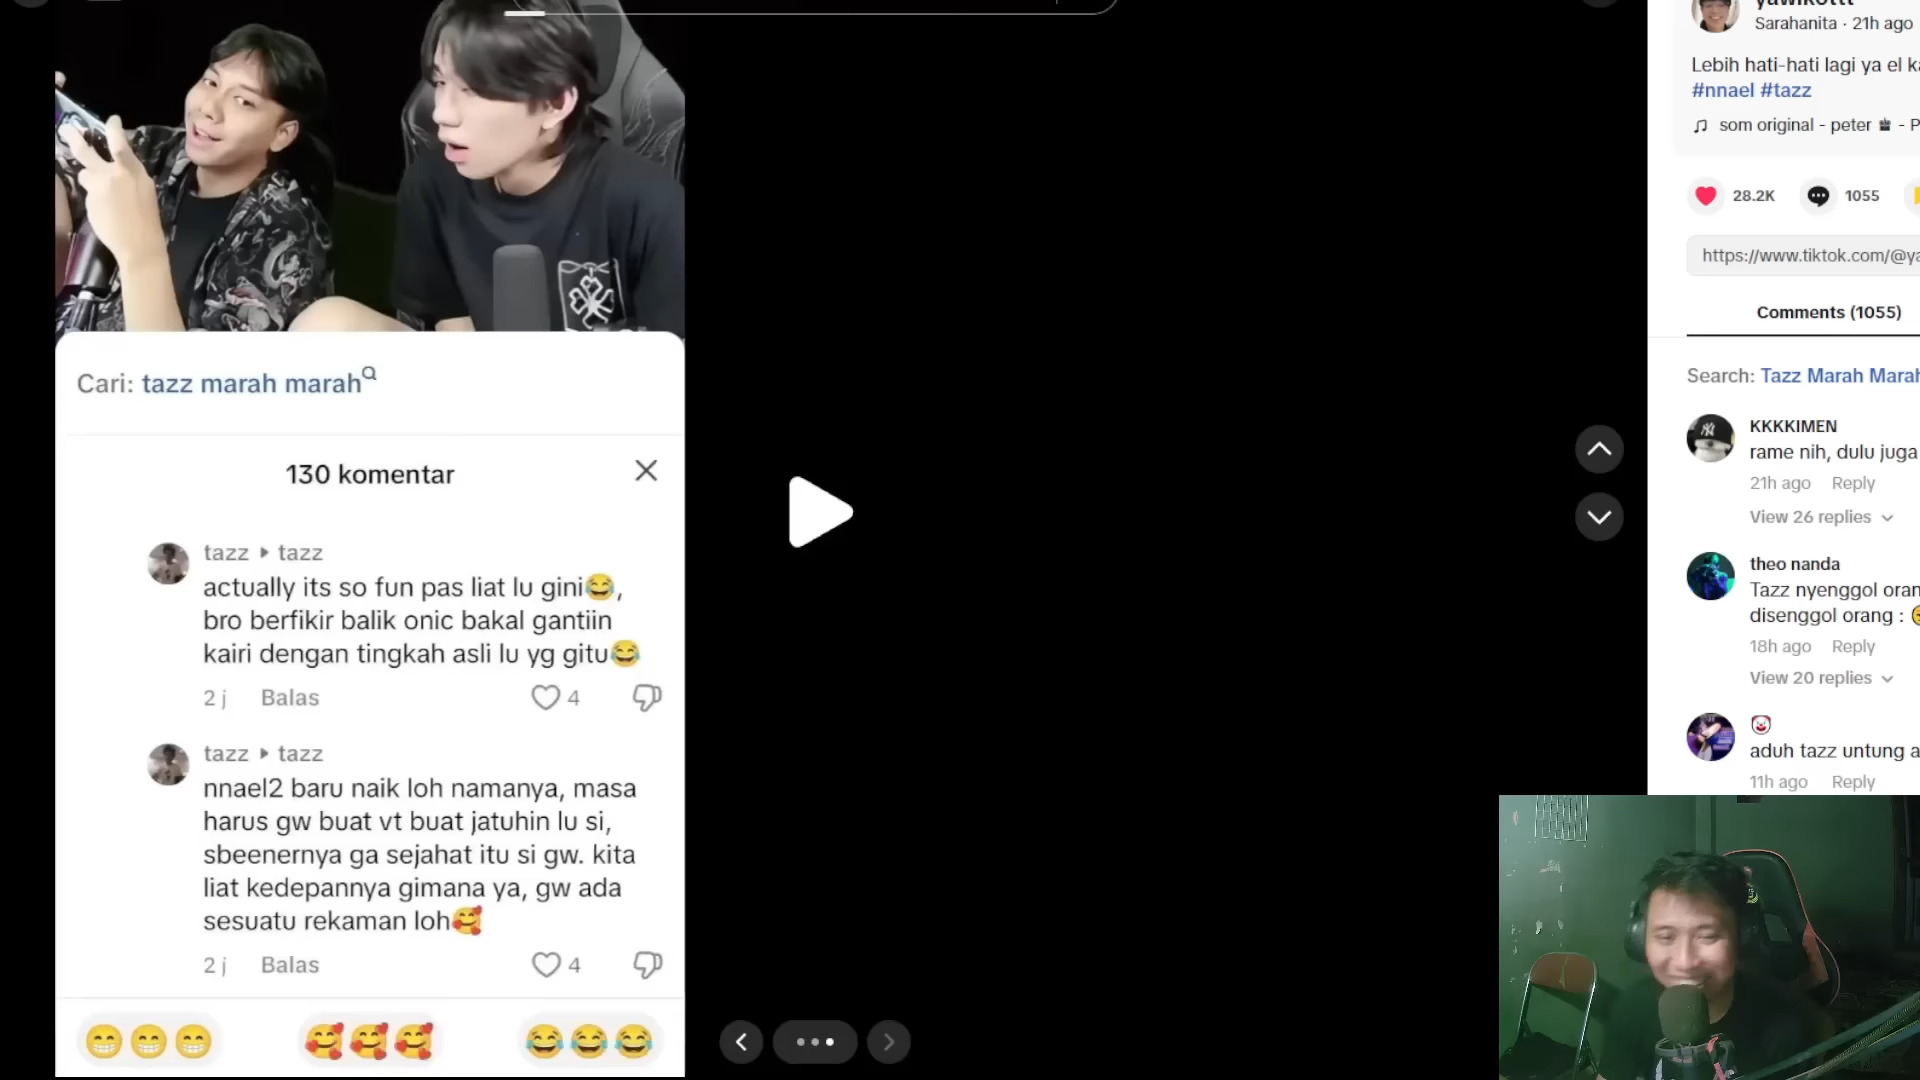 Cari: tazz marah marah
130 komentar
tazz ▸ tazz
actually its so fun pas liat lu gini😂,
bro berfikir balik onic bakal gantiin
kairi dengan tingkah asli lu yg gitu😂
2 j Balas 4
tazz ▸ tazz
nnael2 baru naik loh namanya, masa
harus gw buat vt buat jatuhin lu si,
sbeenernya ga sejahat itu si gw. kita
liat kedepannya gimana ya, gw ada
sesuatu rekaman loh🥰
2 j Balas 4
😁😁😁 🥰🥰🥰 😂😂😂
Sarahanita · 21h ago
Lebih hati-hati lagi ya el
#nnael #tazz
som original - peter
28.2K 1055
https://www.tiktok.com/@ya
Comments (1055)
Search: Tazz Marah Marah
KKKKIMEN
rame nih, dulu juga
21h ago Reply
View 26 replies
theo nanda
Tazz nyenggol
disenggol orang :
18h ago Reply
View 20 replies
🤡
aduh tazz untung
11h ago Reply